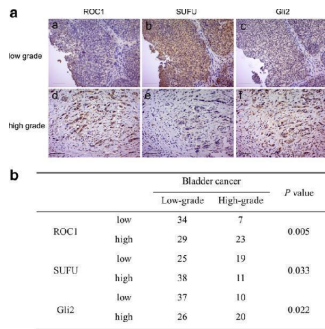 a
ROC1 SUFU Gli2
low grade
a b c
high grade
d e f
b
Bladder cancer
Low-grade High-grade P value
ROC1 low 34 7 0.005
high 29 23
SUFU low 25 19 0.033
high 38 11
Gli2 low 37 10 0.022
high 26 20